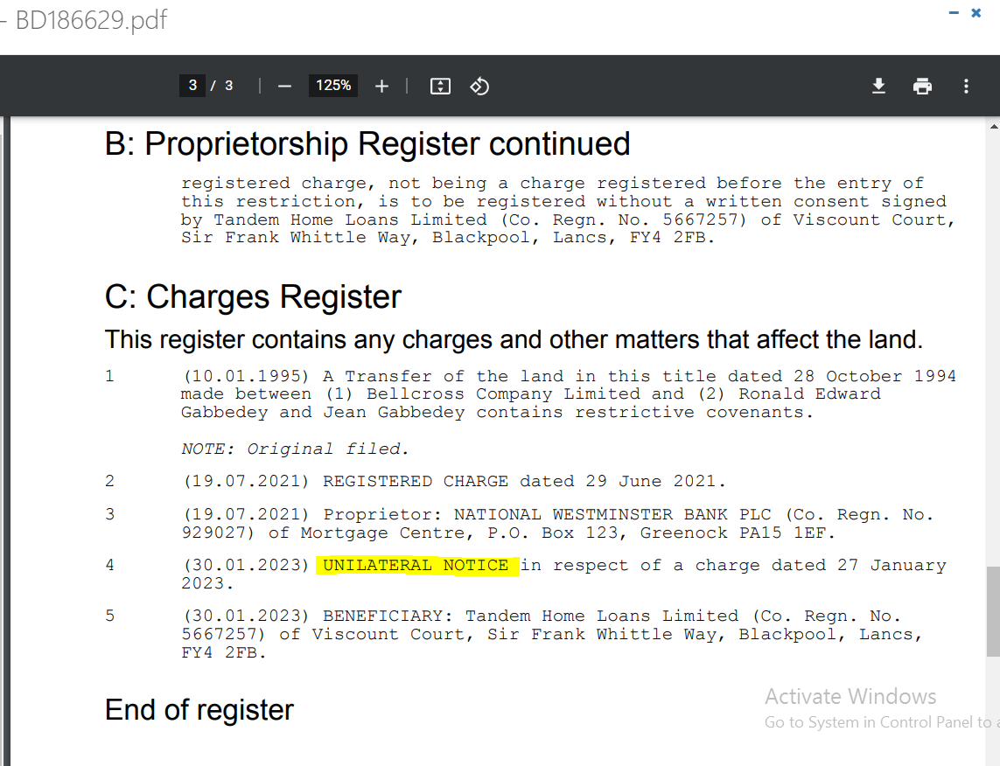 - BD186629.pdf
3 / 3 125%
B: Proprietorship Register continued
registered charge, not being a charge registered before the entry of
this restriction, is to be registered without a written consent signed
by Tandem Home Loans Limited (Co. Regn. No. 5667257) of Viscount Court,
Sir Frank Whittle Way, Blackpool, Lancs, FY4 2FB.
C: Charges Register
This register contains any charges and other matters that affect the land.
1 (10.01.1995) A Transfer of the land in this title dated 28 October 1994
made between (1) Bellcross Company Limited and (2) Ronald Edward
Gabbedey and Jean Gabbedey contains restrictive covenants.
NOTE: Original filed.
2 (19.07.2021) REGISTERED CHARGE dated 29 June 2021.
3 (19.07.2021) Proprietor: NATIONAL WESTMINSTER BANK PLC (Co. Regn. No.
929027) of Mortgage Centre, P.O. Box 123, Greenock PA15 1EF.
4 (30.01.2023) UNILATERAL NOTICE in respect of a charge dated 27 January
2023.
5 (30.01.2023) BENEFICIARY: Tandem Home Loans Limited (Co. Regn. No.
5667257) of Viscount Court, Sir Frank Whittle Way, Blackpool, Lancs,
FY4 2FB.
End of register
Activate Windows
Go to System in Control Panel to a